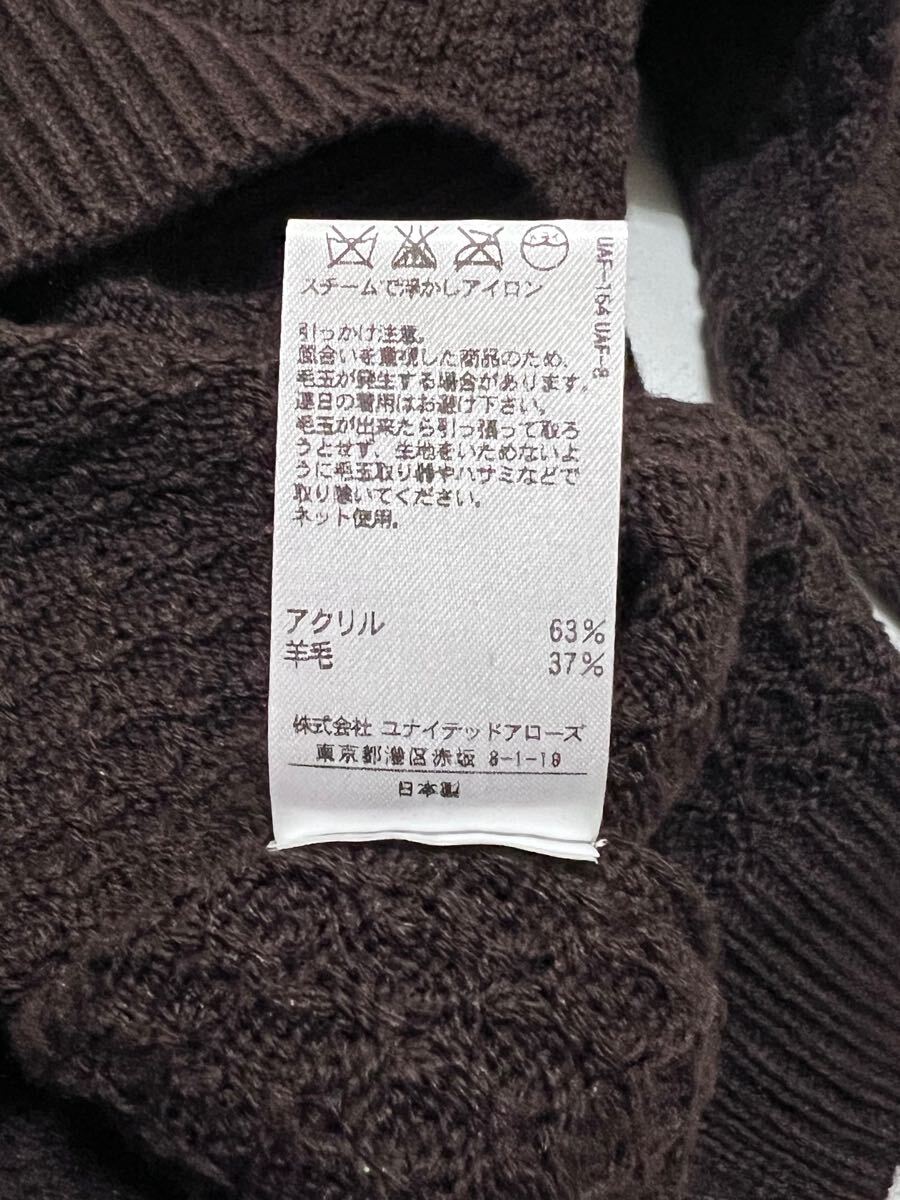 スチームで浮かしアイロン
引っかけ注意。
風合いを重視した商品のため、
毛玉が発生する場合があります。
連日の着用はお避け下さい。
毛玉が出来たら引っ張って取ろ
うとせず、生地をいためないよ
うに毛玉取り器やハサミなどで
取り除いてください。
ネット使用。
アクリル 63%
羊毛 37%
株式会社 ユナイテッドアローズ
東京都港区赤坂 8-1-19
日本製
UAF-164 UAF-8